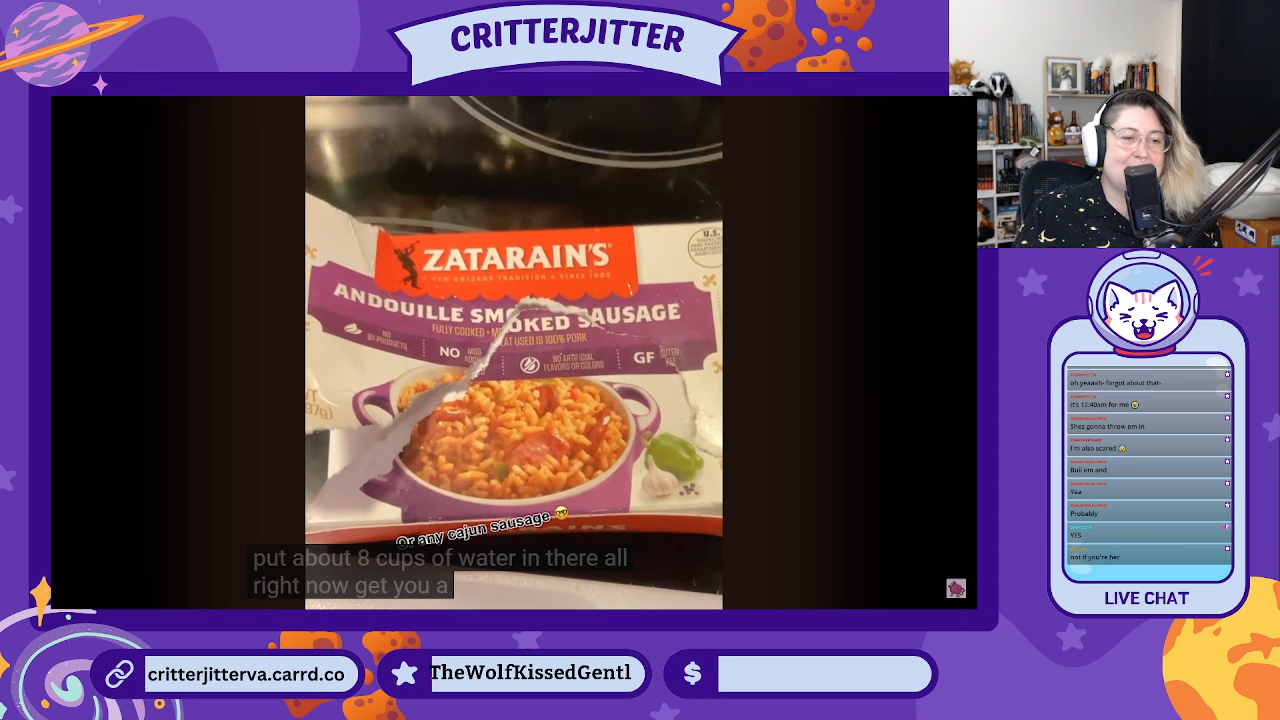 CRITTERJITTER
ZATARAIN'S
NEW ORLEANS TRADITION • SINCE 1889
U.S.
ANDOUILLE SMOKED SAUSAGE
FULLY COOKED • MEAT USED IS 100% PORK
NO BY-PRODUCTS
NO MSG
NO ARTIFICIAL FLAVORS OR COLORS
GF
Or any cajun sausage 🤓
put about 8 cups of water in there all
right now get you a
oh yeaaah- forgot about that-
It's 12:40am for me
Shes gonna throw em in
I'm also scared
Boil em and
Yea
Probably
YES
not if you're her
LIVE CHAT
critterjitterva.carrd.co
TheWolfKissedGentl
$